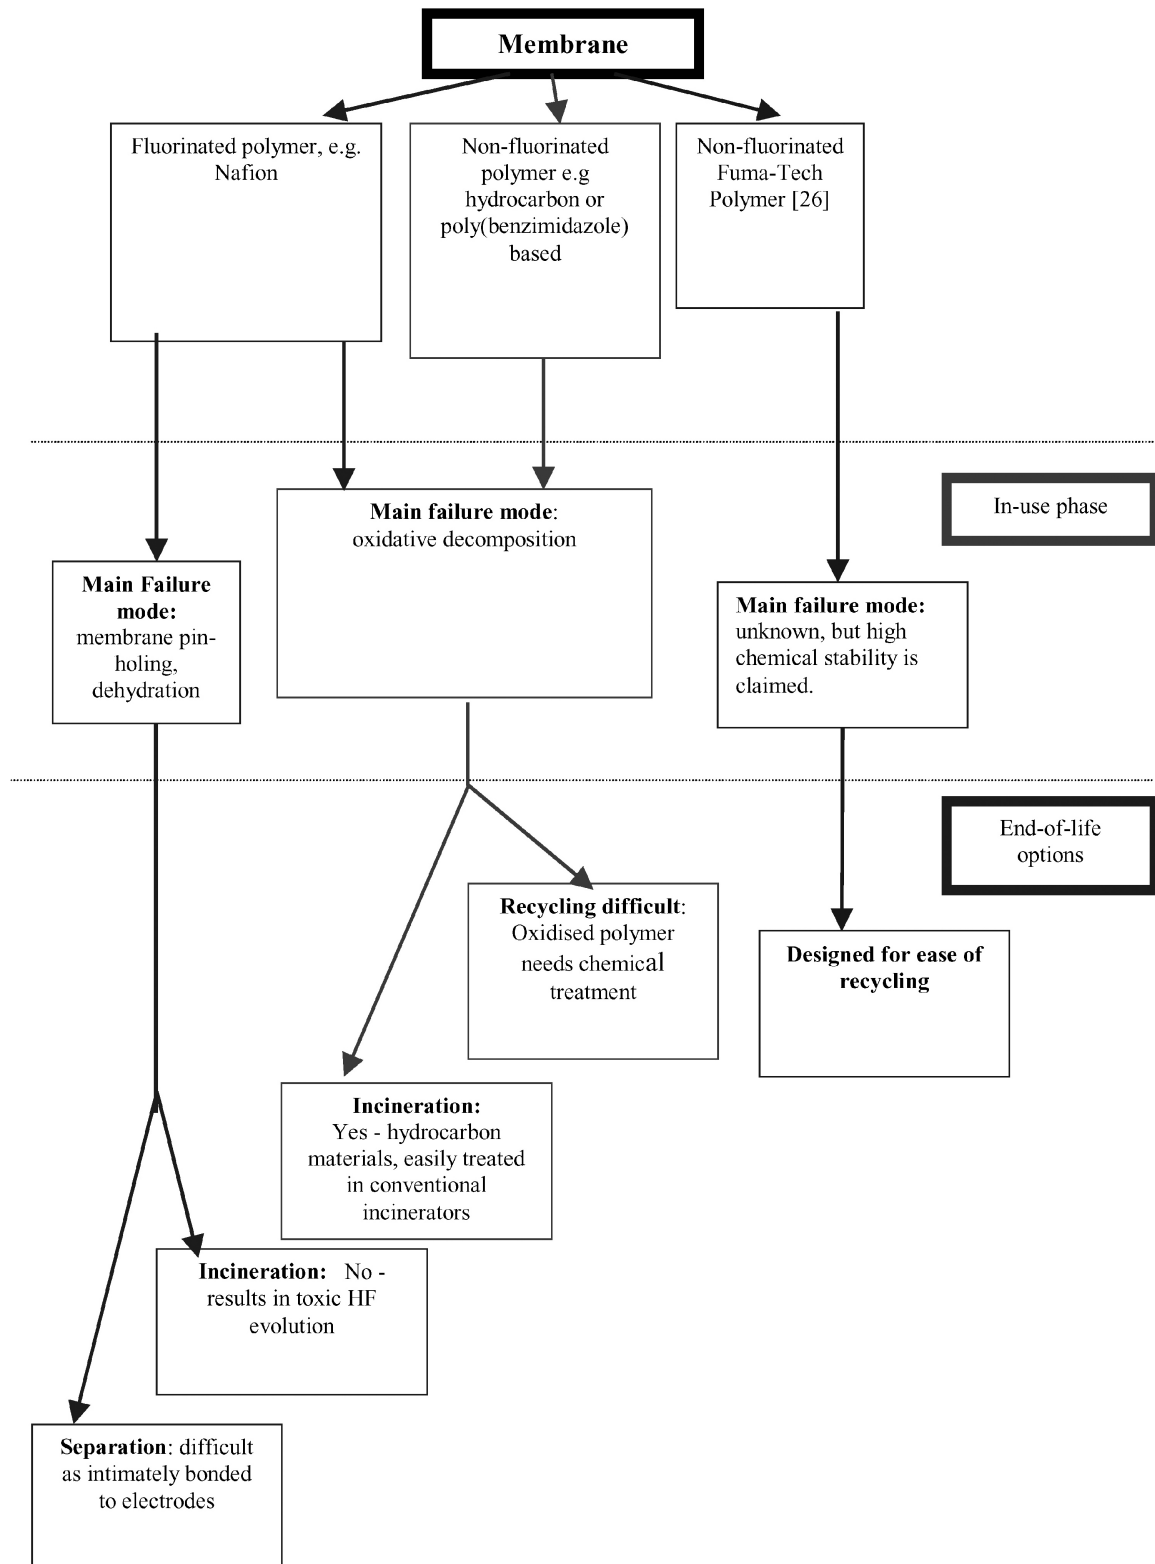 Membrane
Fluorinated polymer, e.g.
Nafion
Non-fluorinated
polymer e.g
hydrocarbon or
poly(benzimidazole)
based
Non-fluorinated
Fuma-Tech
Polymer [26]
In-use phase
Main failure mode:
oxidative decomposition
Main Failure
mode:
membrane pin-
holing,
dehydration
Main failure mode:
unknown, but high
chemical stability is
claimed.
End-of-life
options
Recycling difficult:
Oxidised polymer
needs chemical
treatment
Designed for ease of
recycling
Incineration:
Yes - hydrocarbon
materials, easily treated
in conventional
incinerators
Incineration: No -
results in toxic HF
evolution
Separation: difficult
as intimately bonded
to electrodes